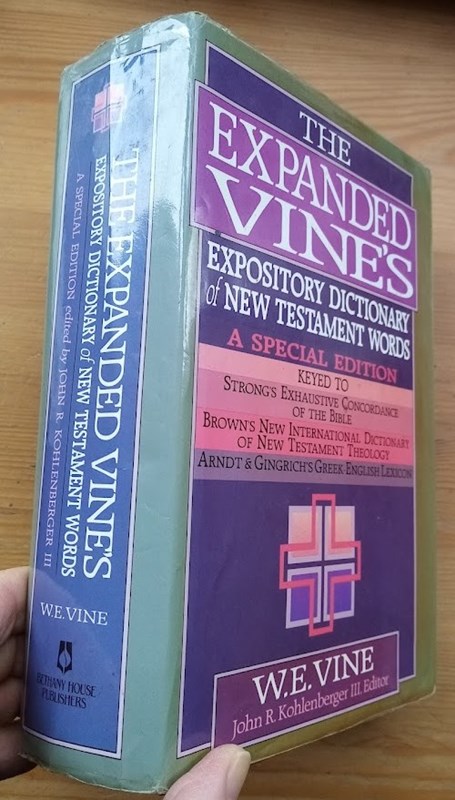 THE
EXPANDED
VINE'S
EXPOSITORY DICTIONARY
of NEW TESTAMENT WORDS
A SPECIAL EDITION
KEYED TO
STRONG'S EXHAUSTIVE CONCORDANCE
OF THE BIBLE
BROWN'S NEW INTERNATIONAL DICTIONARY
OF NEW TESTAMENT THEOLOGY
ARNDT & GINGRICH'S GREEK ENGLISH LEXICON
W.E. VINE
John R. Kohlenberger III, Editor
THE EXPANDED VINE'S
EXPOSITORY DICTIONARY of NEW TESTAMENT WORDS
A SPECIAL EDITION edited by JOHN R. KOHLENBERGER III
W.E. VINE
BETHANY HOUSE
PUBLISHERS